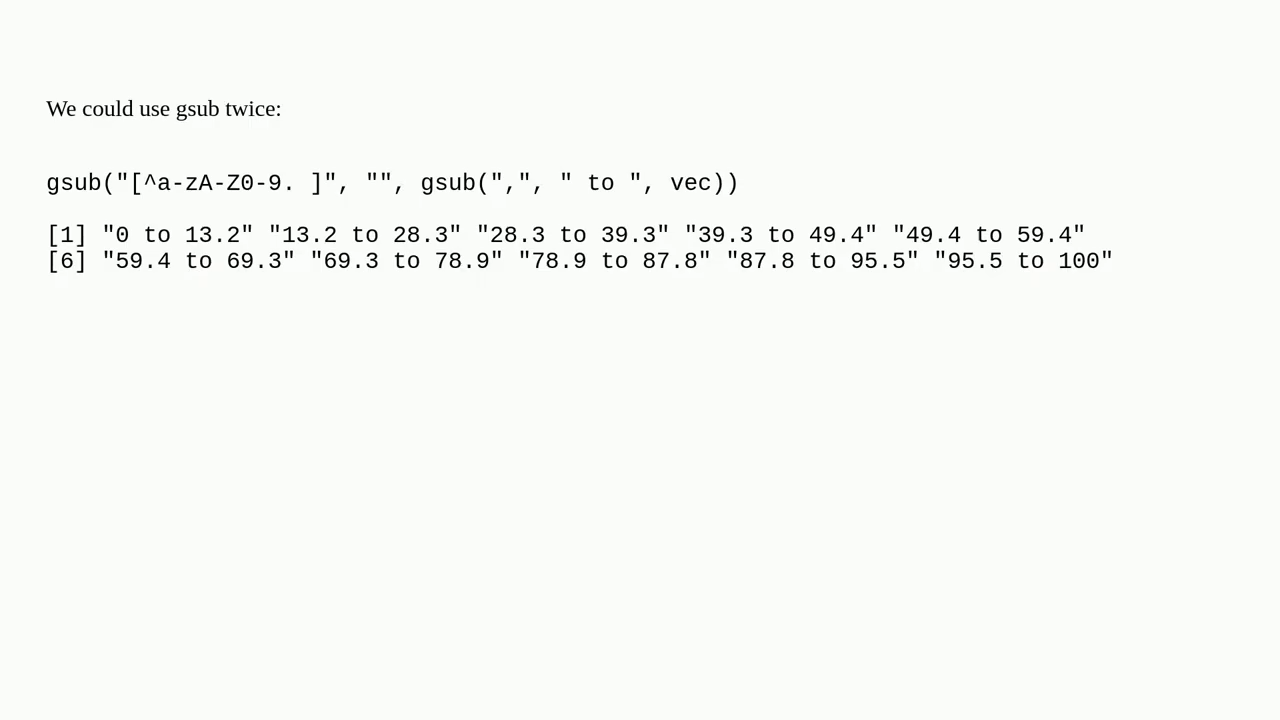 We could use gsub twice:
gsub("[^a-zA-Z0-9. ]", "", gsub(",", " to ", vec))
[1] "0 to 13.2" "13.2 to 28.3" "28.3 to 39.3" "39.3 to 49.4" "49.4 to 59.4"
[6] "59.4 to 69.3" "69.3 to 78.9" "78.9 to 87.8" "87.8 to 95.5" "95.5 to 100"